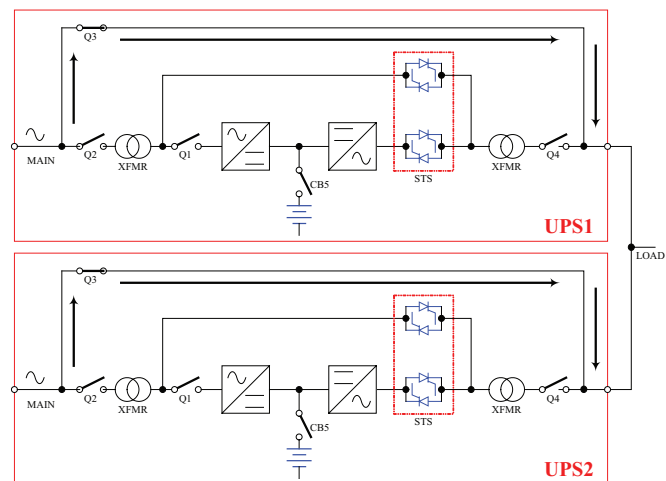 Q3
MAIN
Q2
XFMR
Q1
CB5
STS
XFMR
Q4
UPS1
LOAD
Q3
MAIN
Q2
XFMR
Q1
CB5
STS
XFMR
Q4
UPS2